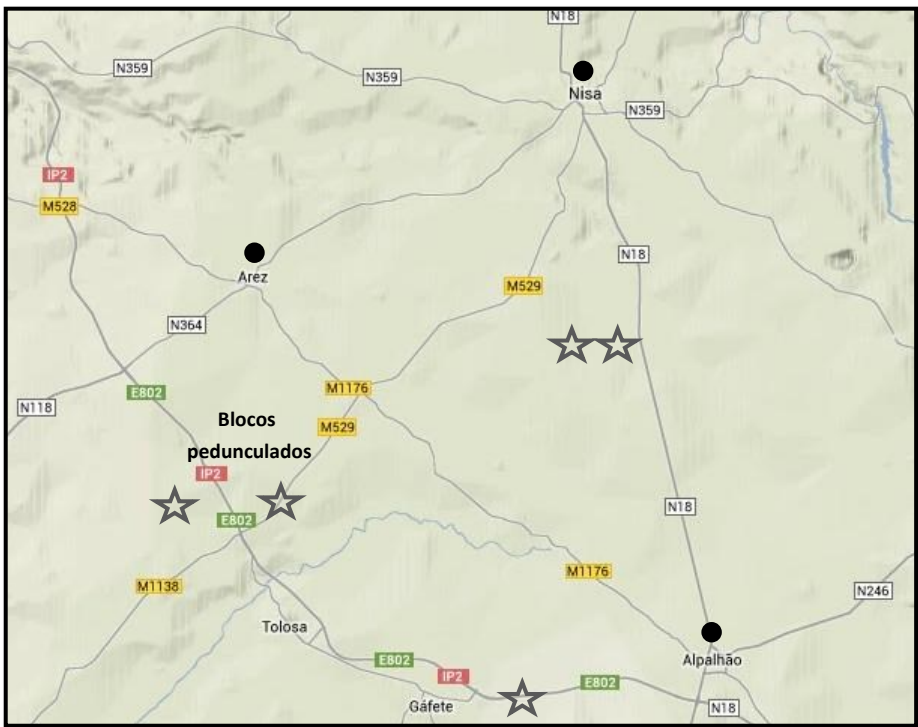 N18
N359
N359
Nisa
N359
IP2
M528
N18
Arez
M529
N364
M1176
E802
N118
Blocos
pedunculados
M529
IP2
N18
E802
M1176
M1138
N246
Tolosa
E802
Alpalhão
IP2
E802
Gáfete
N18